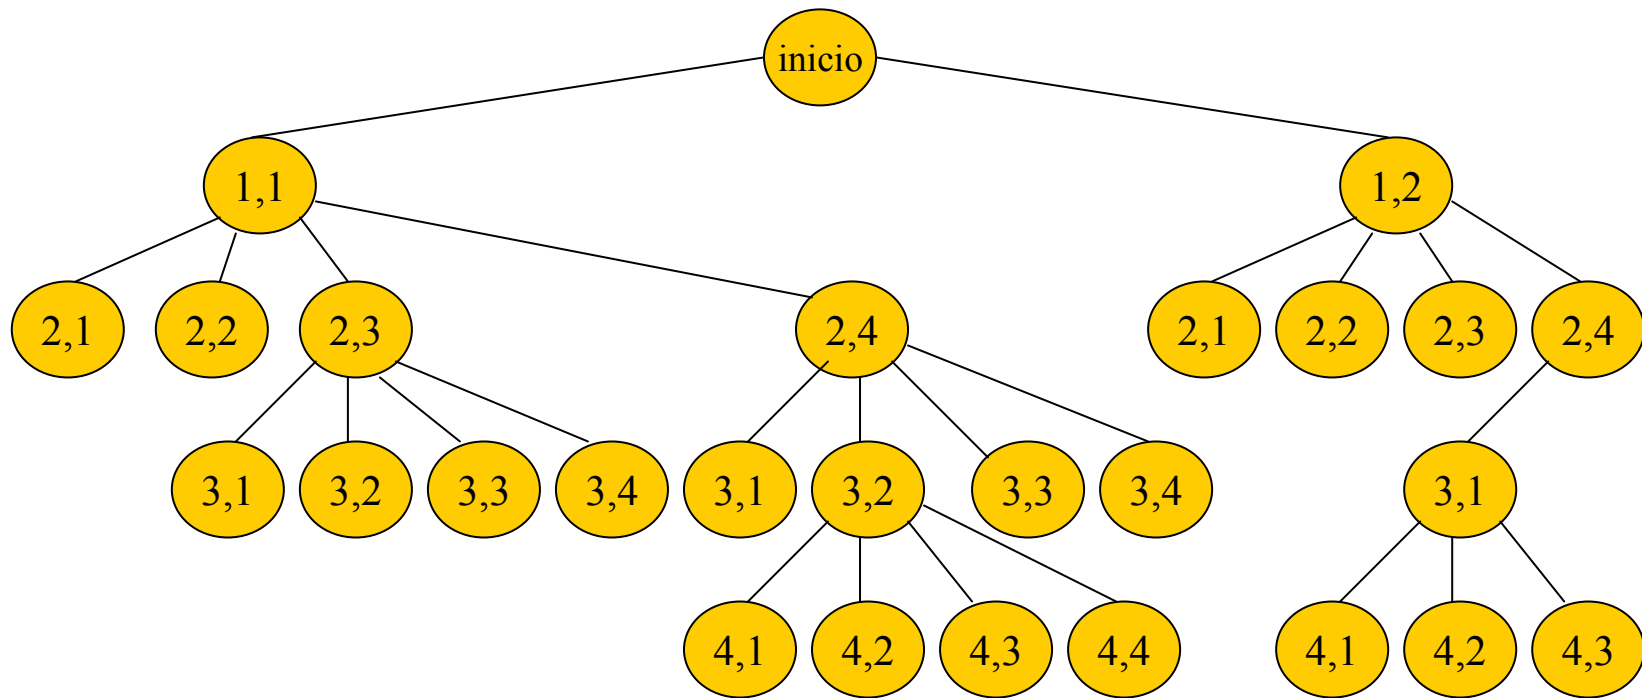 inicio
1,1 1,2
2,1 2,2 2,3 2,4 2,1 2,2 2,3 2,4
3,1 3,2 3,3 3,4 3,1 3,2 3,3 3,4 3,1
4,1 4,2 4,3 4,4 4,1 4,2 4,3